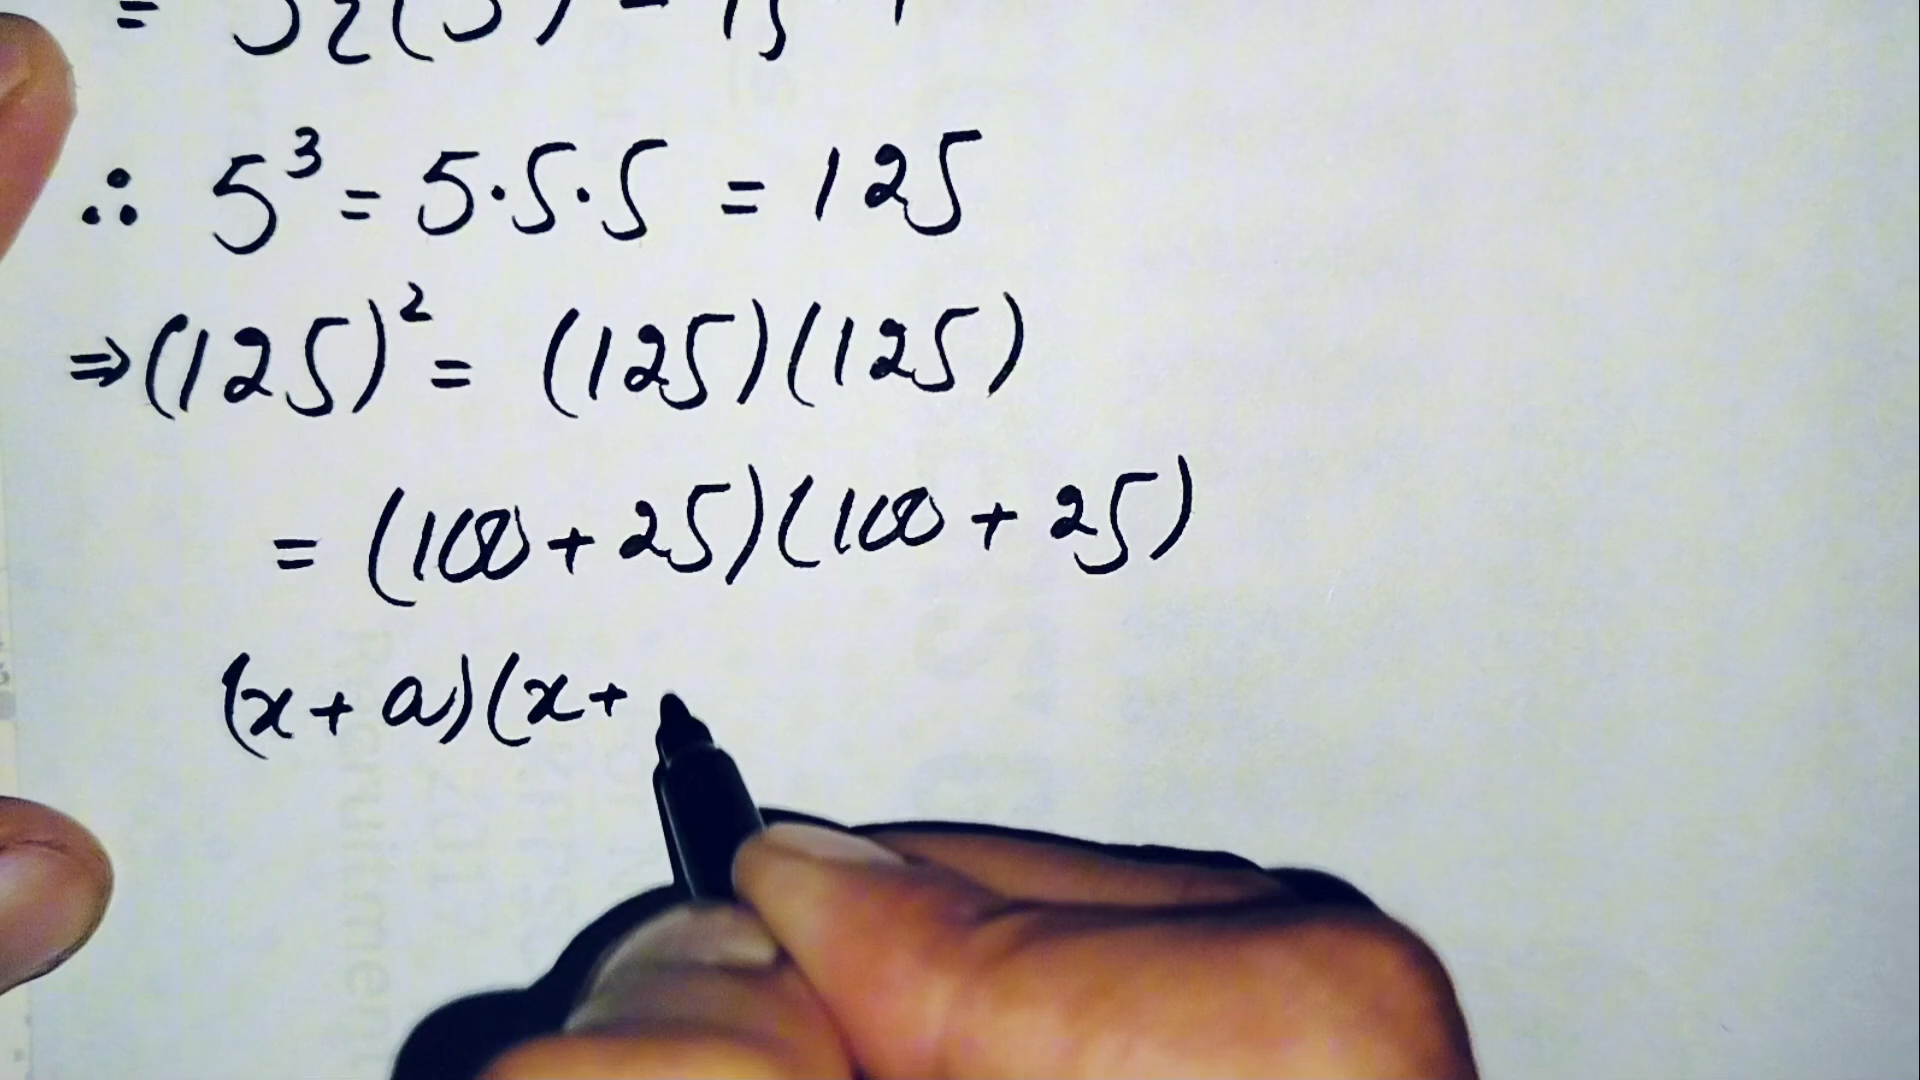 ∴ 5³ = 5·5·5 = 125
⇒ (125)² = (125)(125)
= (100 + 25)(100 + 25)
(x + a)(x +